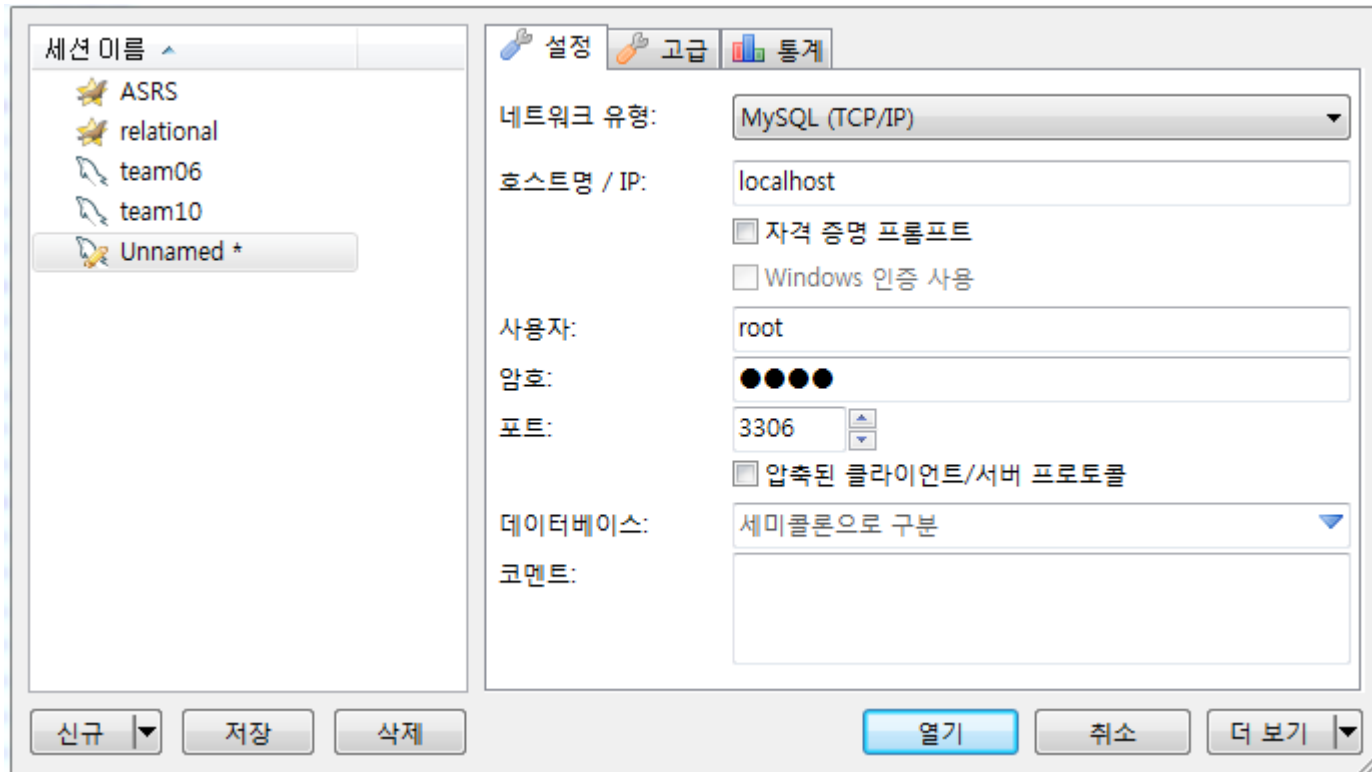 세션 이름
ASRS
relational
team06
team10
Unnamed *
설정 고급 통계
네트워크 유형: MySQL (TCP/IP)
호스트명 / IP: localhost
자격 증명 프롬프트
Windows 인증 사용
사용자: root
암호: ●●●●
포트: 3306
압축된 클라이언트/서버 프로토콜
데이터베이스: 세미콜론으로 구분
코멘트:
신규 저장 삭제 열기 취소 더 보기